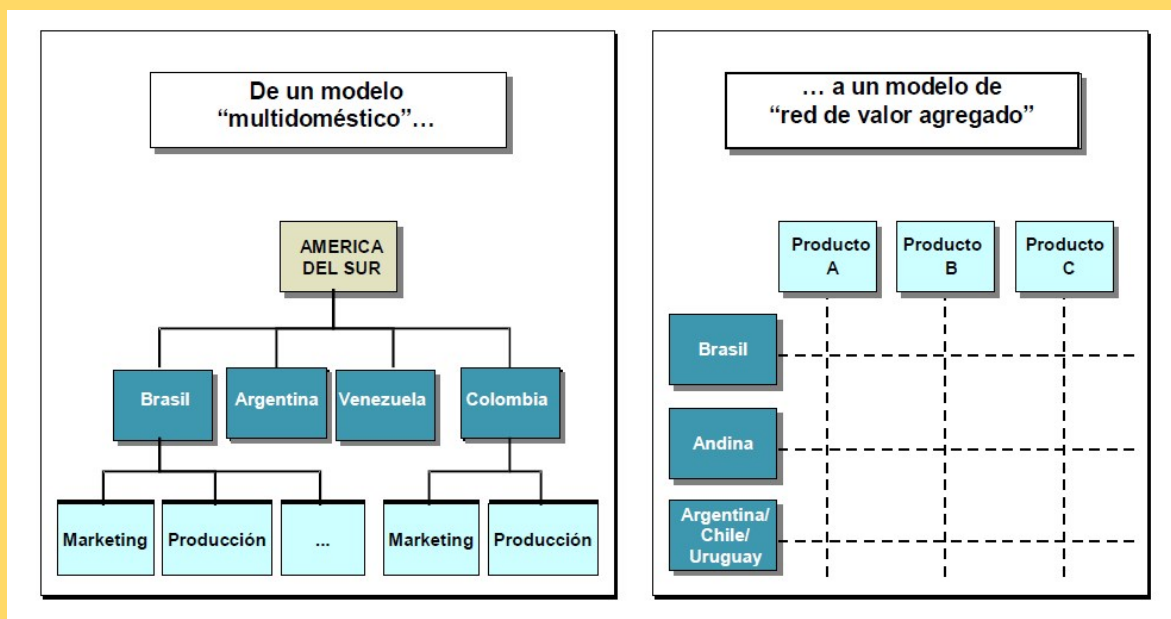 De un modelo
“multidoméstico”…
AMERICA
DEL SUR
Brasil
Argentina
Venezuela
Colombia
Marketing
Producción
...
Marketing
Producción
… a un modelo de
“red de valor agregado”
Producto
A
Producto
B
Producto
C
Brasil
Andina
Argentina/
Chile/
Uruguay